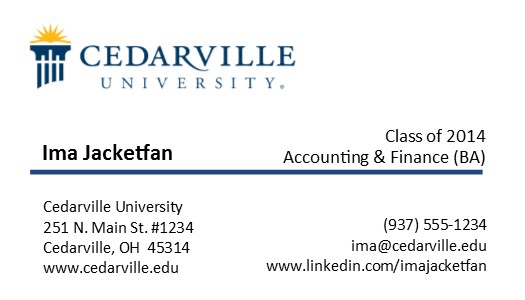 CEDARVILLE
UNIVERSITY.
Ima Jacketfan
Class of 2014
Accounting & Finance (BA)
Cedarville University
251 N. Main St. #1234
Cedarville, OH  45314
www.cedarville.edu
(937) 555-1234
ima@cedarville.edu
www.linkedin.com/imajacketfan